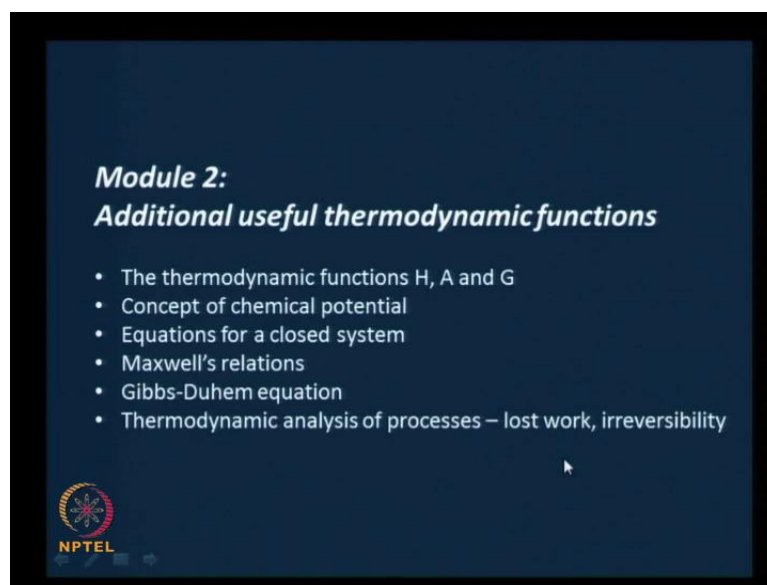 Module 2:
Additional useful thermodynamic functions
• The thermodynamic functions H, A and G
• Concept of chemical potential
• Equations for a closed system
• Maxwell's relations
• Gibbs-Duhem equation
• Thermodynamic analysis of processes – lost work, irreversibility
NPTEL